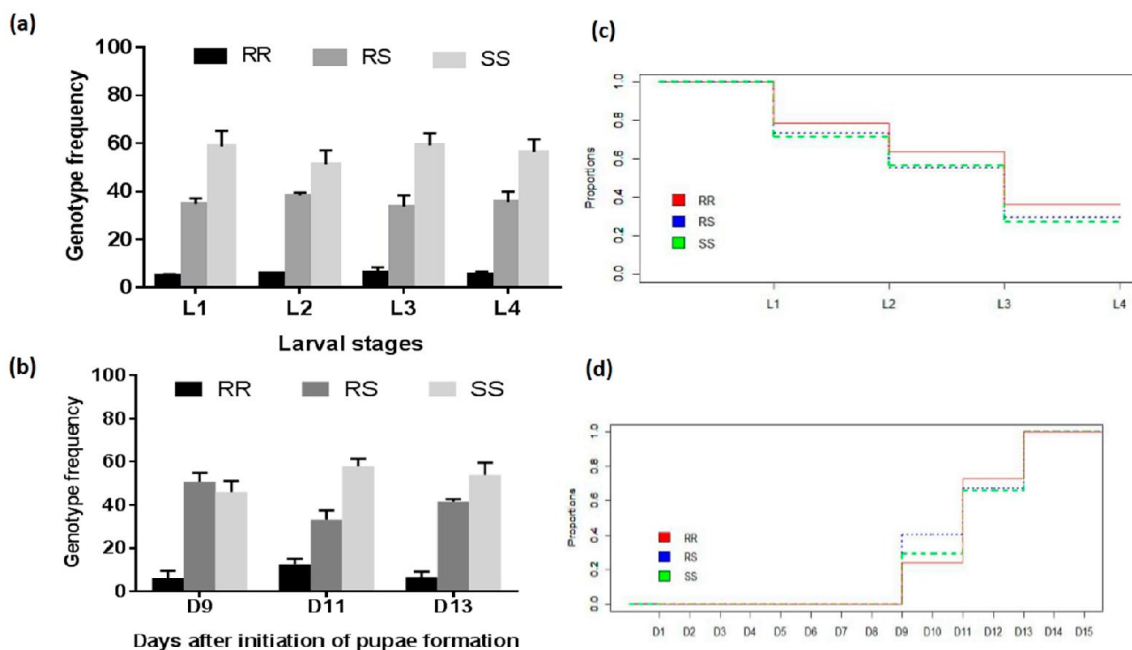 (a)
Genotype frequency
100
80
60
40
20
0
RR RS SS
L1 L2 L3 L4
Larval stages
(b)
Genotype frequency
100
80
60
40
20
0
RR RS SS
D9 D11 D13
Days after initiation of pupae formation
(c)
Proportions
1.0
0.8
0.6
0.4
0.2
0.0
RR
RS
SS
L1 L2 L3 L4
(d)
Proportions
1.0
0.8
0.6
0.4
0.2
0.0
RR
RS
SS
D1 D2 D3 D4 D5 D6 D7 D8 D9 D10 D11 D12 D13 D14 D15